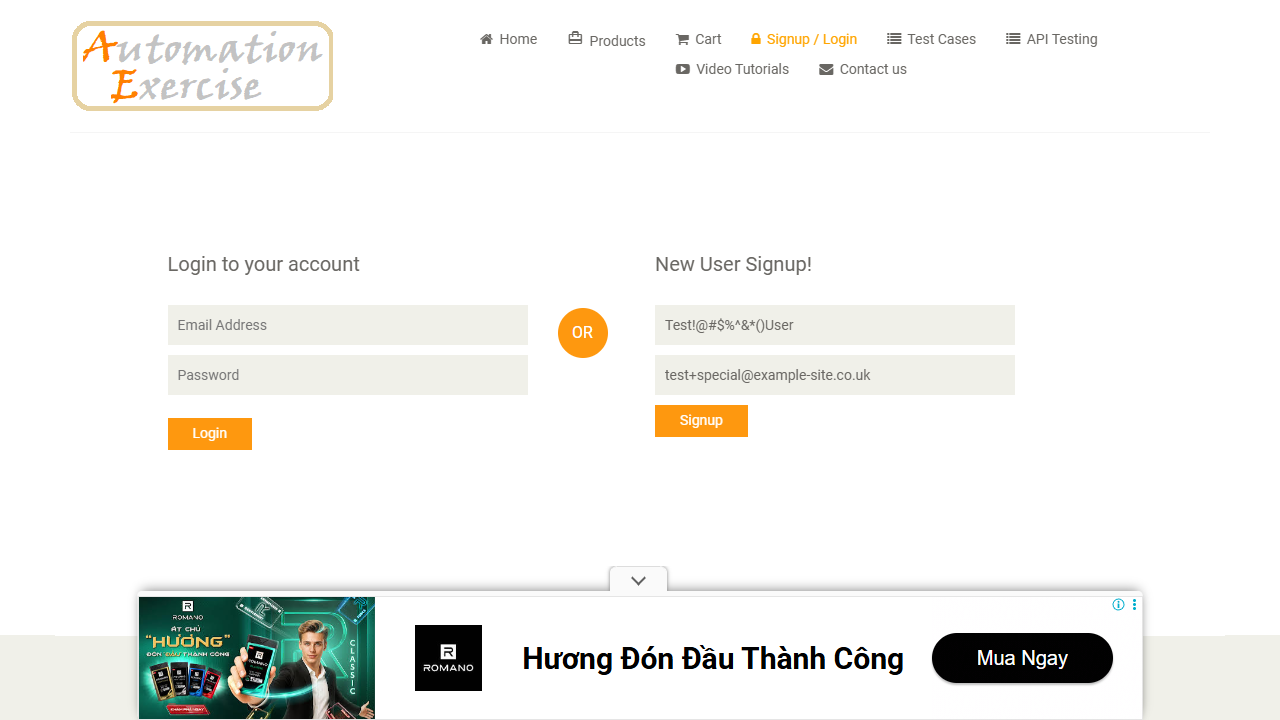 Automation
Exercise
Home
Products
Cart
Signup / Login
Test Cases
API Testing
Video Tutorials
Contact us
Login to your account
Email Address
Password
Login
OR
New User Signup!
Test!@#$%^&*()User
test+special@example-site.co.uk
Signup
ROMANO
ÁT CHỦ
“HƯƠNG”
ĐÓN ĐẦU THÀNH CÔNG
CLASSIC
ROMANO
Hương Đón Đầu Thành Công
Mua Ngay